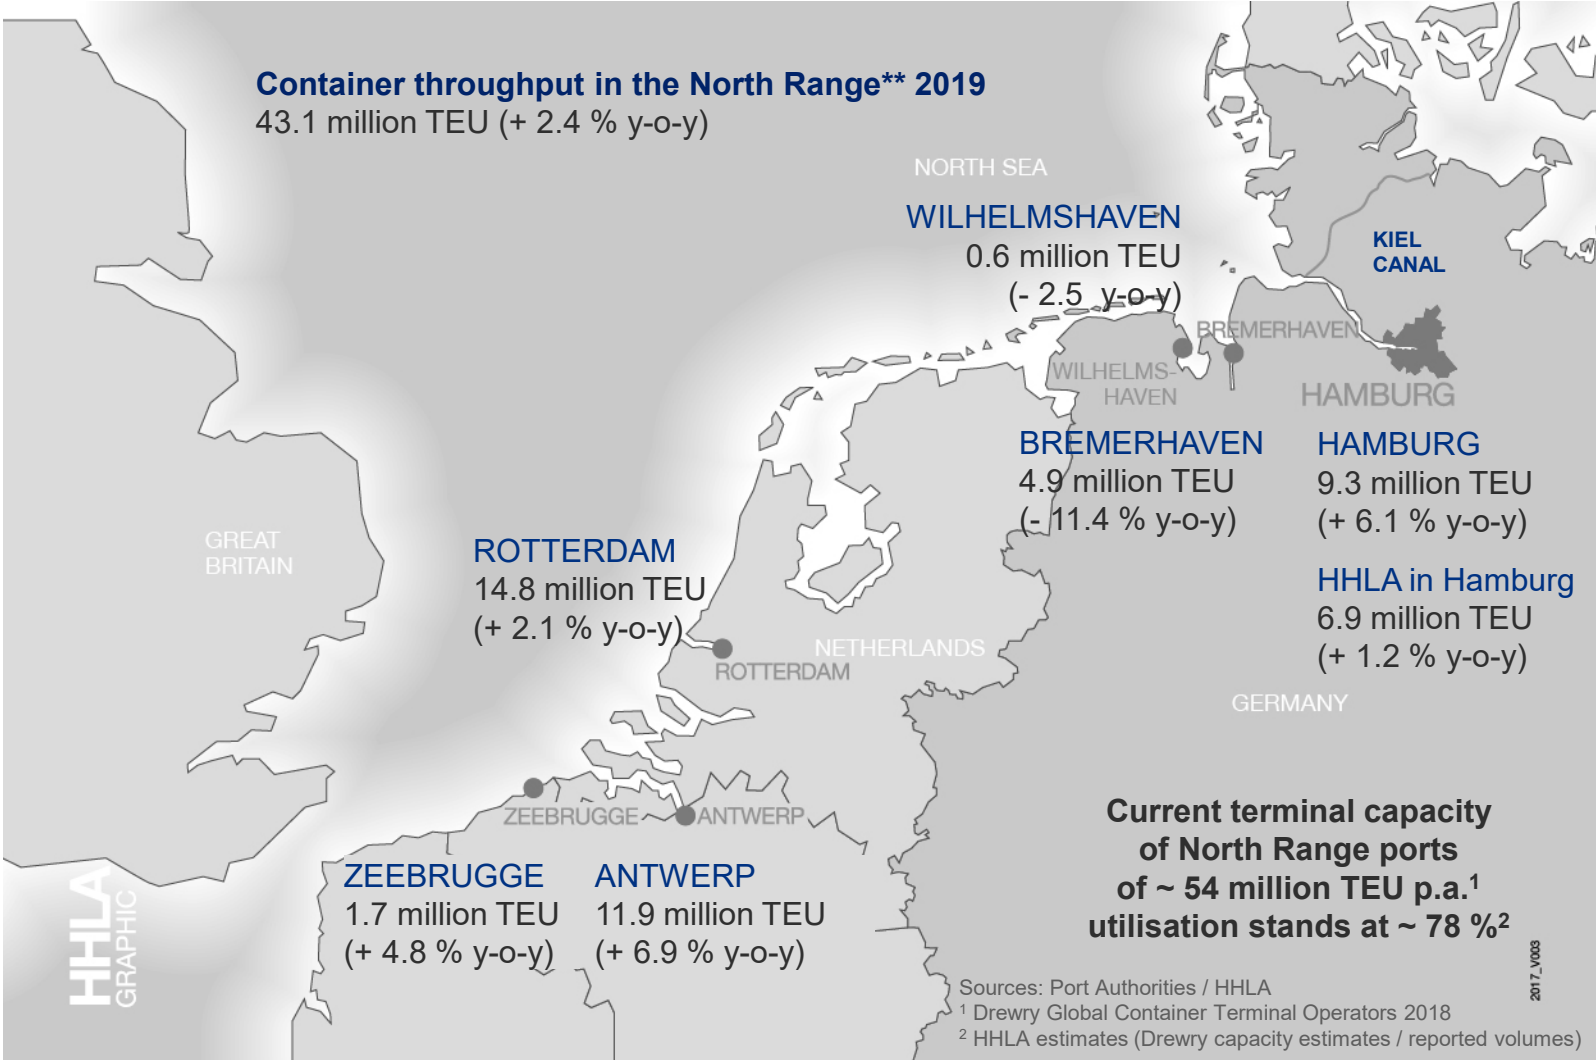 Container throughput in the North Range** 2019
43.1 million TEU (+ 2.4 % y-o-y)
NORTH SEA
WILHELMSHAVEN
0.6 million TEU
(- 2.5  y-o-y)
KIEL
CANAL
BREMERHAVEN
WILHELMS-
HAVEN
HAMBURG
BREMERHAVEN
4.9 million TEU
(- 11.4 % y-o-y)
HAMBURG
9.3 million TEU
(+ 6.1 % y-o-y)
HHLA in Hamburg
6.9 million TEU
(+ 1.2 % y-o-y)
GREAT
BRITAIN
ROTTERDAM
14.8 million TEU
(+ 2.1 % y-o-y)
NETHERLANDS
ROTTERDAM
GERMANY
ZEEBRUGGE
ANTWERP
ZEEBRUGGE
1.7 million TEU
(+ 4.8 % y-o-y)
ANTWERP
11.9 million TEU
(+ 6.9 % y-o-y)
Current terminal capacity
of North Range ports
of ~ 54 million TEU p.a.¹
utilisation stands at ~ 78 %²
HHLA
GRAPHIC
2017_V003
Sources: Port Authorities / HHLA
¹ Drewry Global Container Terminal Operators 2018
² HHLA estimates (Drewry capacity estimates / reported volumes)